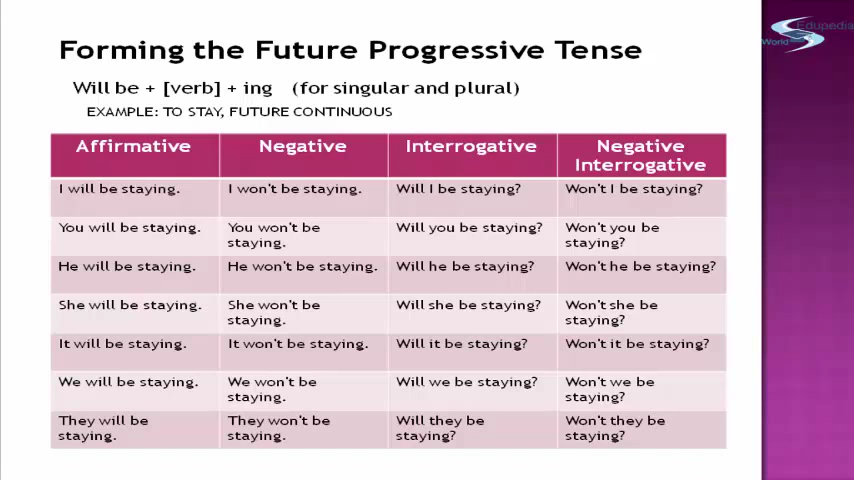 Edupedia
World
Forming the Future Progressive Tense
Will be + [verb] + ing (for singular and plural)
EXAMPLE: TO STAY, FUTURE CONTINUOUS
Affirmative
Negative
Interrogative
Negative
Interrogative
I will be staying.
I won't be staying.
Will I be staying?
Won't I be staying?
You will be staying.
You won't be
staying.
Will you be staying?
Won't you be
staying?
He will be staying.
He won't be staying.
Will he be staying?
Won't he be staying?
She will be staying.
She won't be
staying.
Will she be staying?
Won't she be
staying?
It will be staying.
It won't be staying.
Will it be staying?
Won't it be staying?
We will be staying.
We won't be
staying.
Will we be staying?
Won't we be
staying?
They will be
staying.
They won't be
staying.
Will they be
staying?
Won't they be
staying?